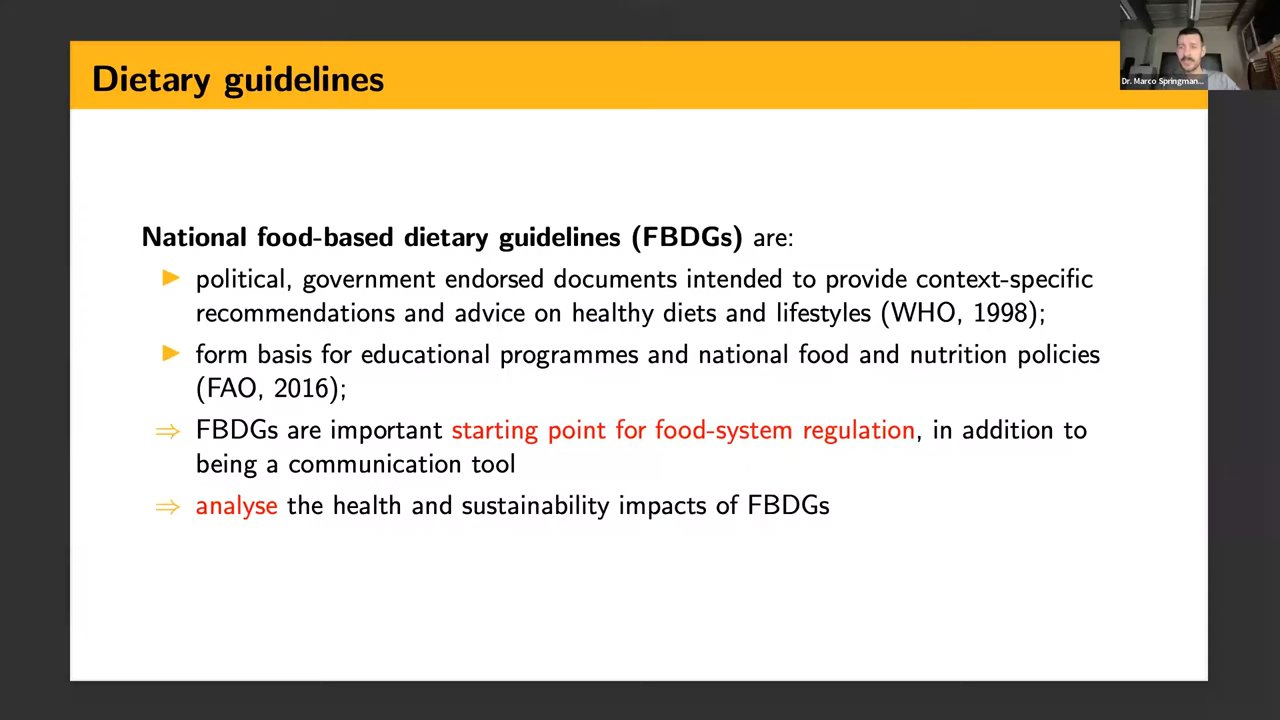 Dietary guidelines
Dr. Marco Springman...
National food-based dietary guidelines (FBDGs) are:
political, government endorsed documents intended to provide context-specific
recommendations and advice on healthy diets and lifestyles (WHO, 1998);
form basis for educational programmes and national food and nutrition policies
(FAO, 2016);
⇒ FBDGs are important starting point for food-system regulation, in addition to
being a communication tool
⇒ analyse the health and sustainability impacts of FBDGs